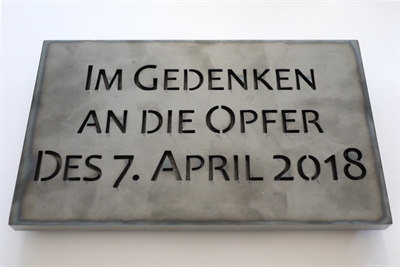 IM GEDENKEN
AN DIE OPFER
DES 7. APRIL 2018